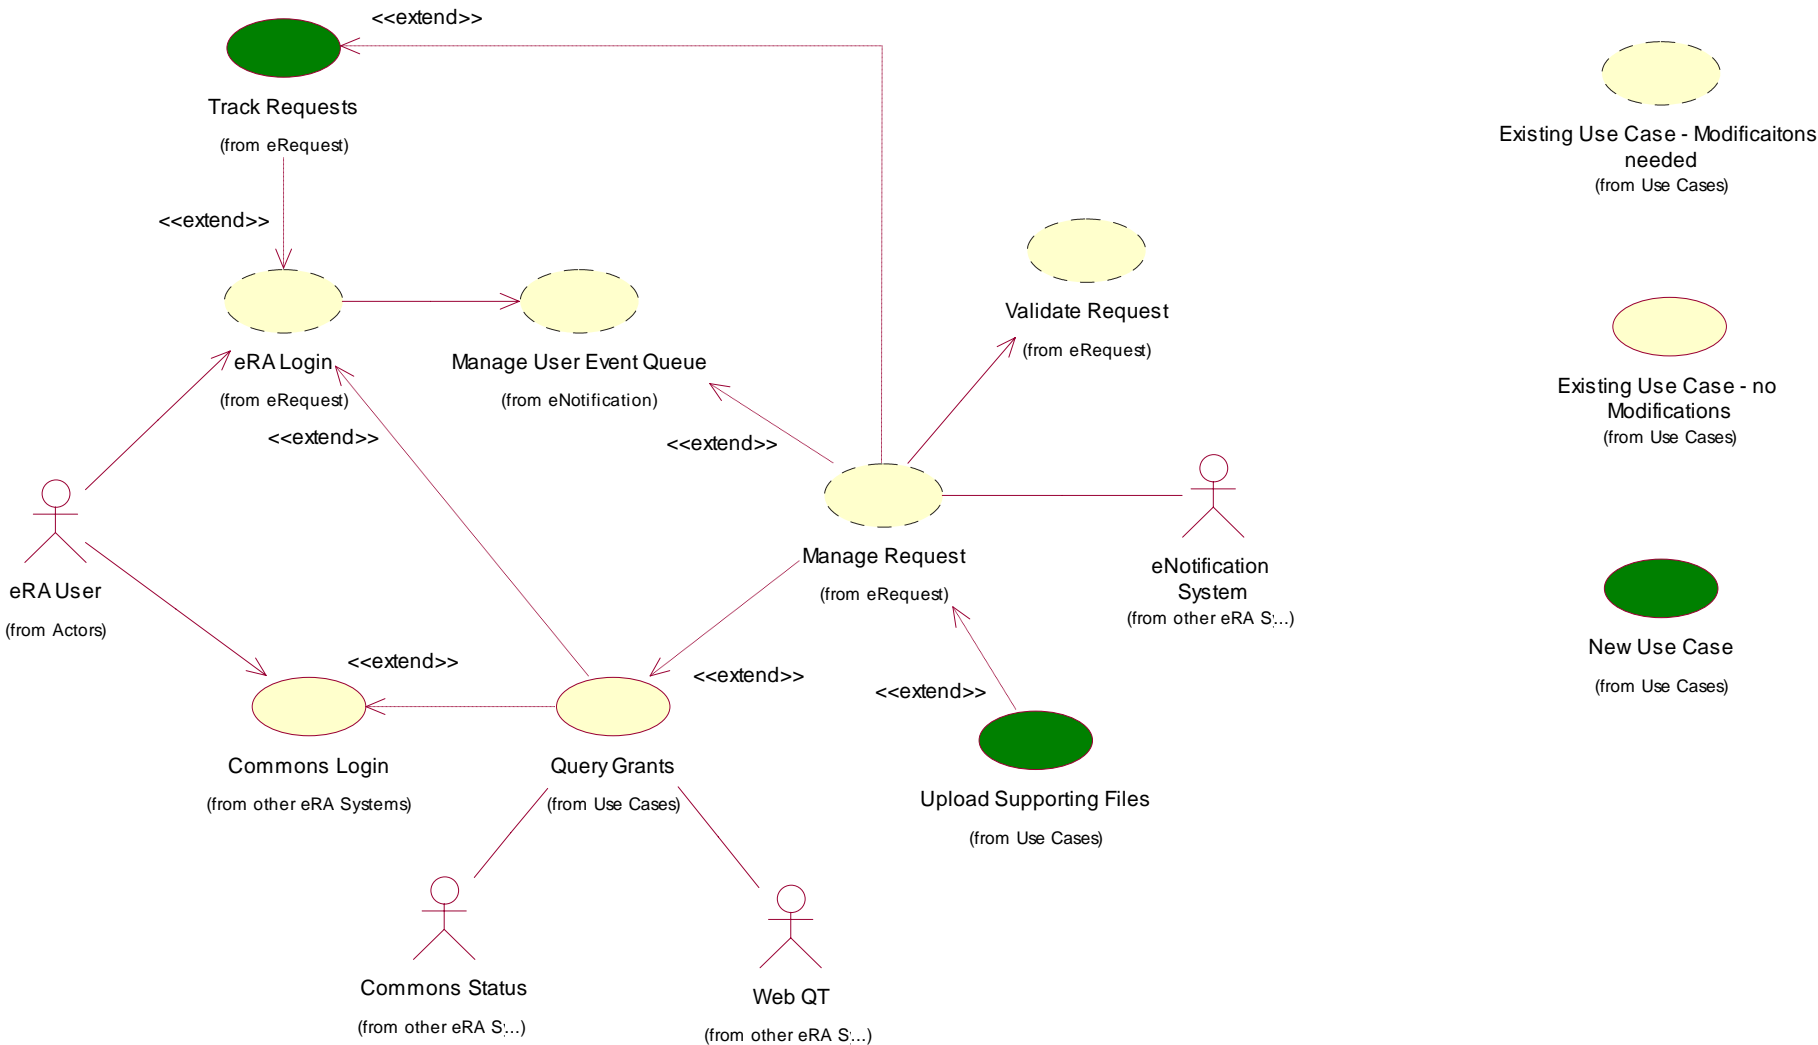 <<extend>>
Track Requests
(from eRequest)
<<extend>>
eRA Login
(from eRequest)
<<extend>>
Manage User Event Queue
(from eNotification)
<<extend>>
Validate Request
(from eRequest)
eRA User
(from Actors)
Manage Request
(from eRequest)
eNotification
System
(from other eRA S...)
<<extend>>
<<extend>>
<<extend>>
Commons Login
(from other eRA Systems)
Query Grants
(from Use Cases)
Upload Supporting Files
(from Use Cases)
Commons Status
(from other eRA S...)
Web QT
(from other eRA S...)
Existing Use Case - Modificaitons
needed
(from Use Cases)
Existing Use Case - no
Modifications
(from Use Cases)
New Use Case
(from Use Cases)